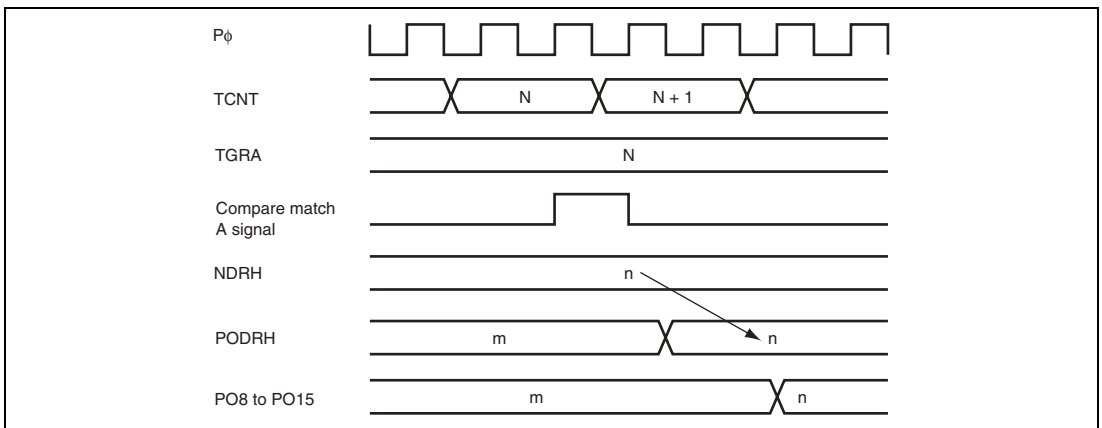 Pφ
TCNT N N + 1
TGRA N
Compare match
A signal
NDRH n
PODRH m n
PO8 to PO15 m n